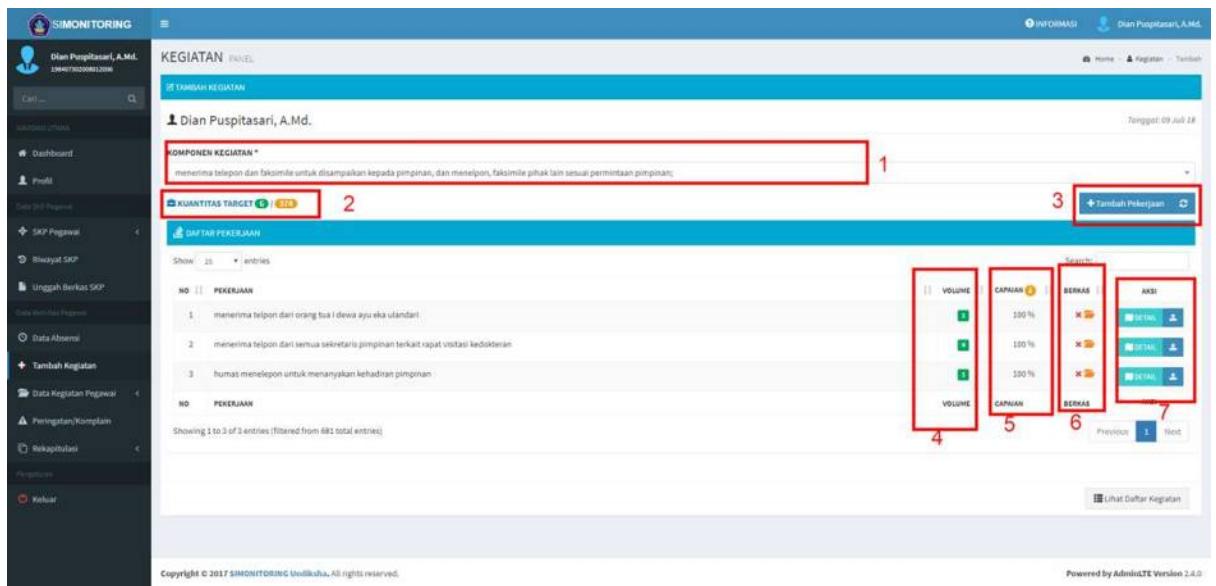 SIMONITORING
INFORMASI
Dian Puspitasari, A.Md.
Dian Puspitasari, A.Md.
KEGIATAN PANEL
Home Kegiatan Tambah
Cari ...
TAMBAH KEGIATAN
Dian Puspitasari, A.Md.
Tanggal: 09 Juli 18
Dashboard
Profil
Data SKP Pegawai
SKP Pegawai
Riwayat SKP
Unggah Berkas SKP
Data Absensi
Tambah Kegiatan
Data Kegiatan Pegawai
Peringatan/Komplain
Rekapitulasi
Pengaturan
Keluar
KOMPONEN KEGIATAN *
menerima telepon dan faksimile untuk disampaikan kepada pimpinan, dan menelpon, faksimile pihak lain sesuai permintaan pimpinan;
1
KUANTITAS TARGET
2
3
Tambah Pekerjaan
DAFTAR PEKERJAAN
Show 25 entries
Search:
NO PEKERJAAN VOLUME CAPAIAN BERKAS AKSI
1 menerima telpon dari orang tua I dewa ayu eka ulandari 100 % DETAIL
2 menerima telpon dari semua sekretaris pimpinan terkait rapat visitasi kedokteran 100 % DETAIL
3 humas menelepon untuk menanyakan kehadiran pimpinan 100 % DETAIL
NO PEKERJAAN VOLUME CAPAIAN BERKAS AKSI
4
5
6
7
Showing 1 to 3 of 3 entries (filtered from 681 total entries)
Previous 1 Next
Lihat Daftar Kegiatan
Copyright © 2017 SIMONITORING Undiksha. All rights reserved.
Powered by AdminLTE Version 2.4.0